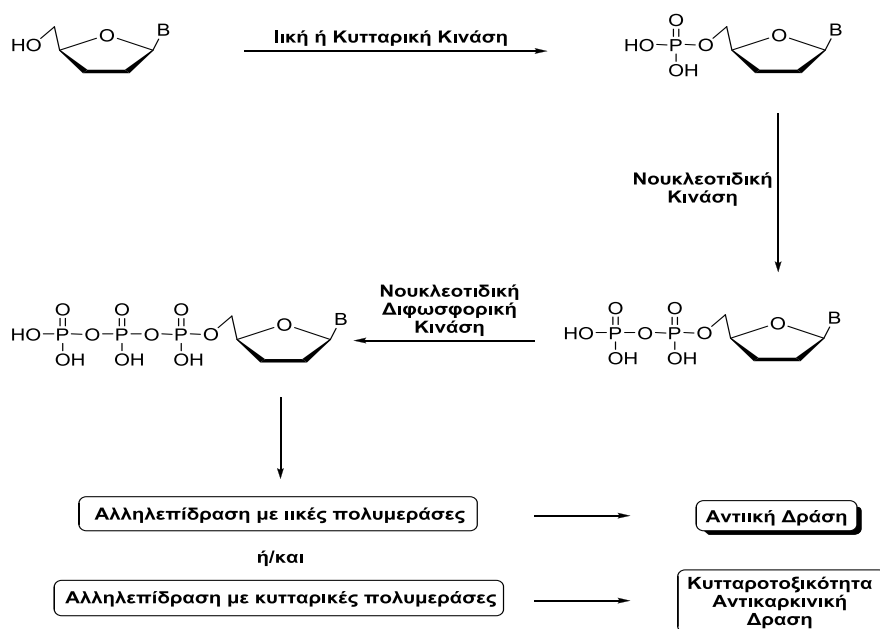 HO
O
B
Ιική ή Κυτταρική Κινάση
HO
O
P
O
OH
O
B
Νουκλεοτιδική
Κινάση
HO
O
P
OH
O
O
P
OH
O
O
P
OH
O
O
B
Νουκλεοτιδική
Διφωσφορική
Κινάση
HO
O
P
OH
O
O
P
OH
O
O
B
Αλληλεπίδραση με ιικές πολυμεράσες
Αντιική Δράση
ή/και
Αλληλεπίδραση με κυτταρικές πολυμεράσες
Κυτταροτοξικότητα
Αντικαρκινική
Δραση